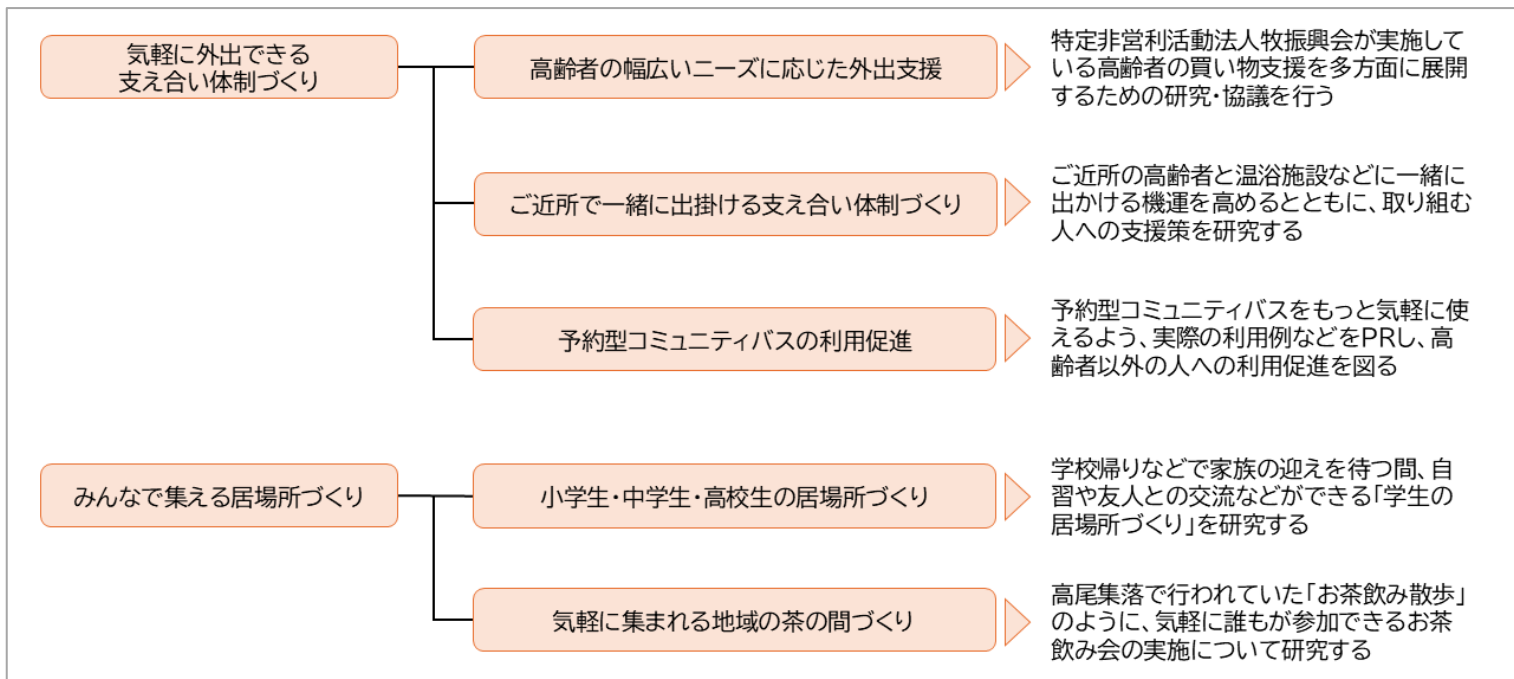 気軽に外出できる
支え合い体制づくり
高齢者の幅広いニーズに応じた外出支援
特定非営利活動法人牧振興会が実施して
いる高齢者の買い物支援を多方面に展開
するための研究・協議を行う
ご近所で一緒に出掛ける支え合い体制づくり
ご近所の高齢者と温浴施設などに一緒に
出かける機運を高めるとともに、取り組む
人への支援策を研究する
予約型コミュニティバスの利用促進
予約型コミュニティバスをもっと気軽に使
えるよう、実際の利用例などをPRし、高
齢者以外の人への利用促進を図る
みんなで集える居場所づくり
小学生・中学生・高校生の居場所づくり
学校帰りなどで家族の迎えを待つ間、自
習や友人との交流などができる「学生の
居場所づくり」を研究する
気軽に集まれる地域の茶の間づくり
高尾集落で行われていた「お茶飲み散歩」
のように、気軽に誰もが参加できるお茶
飲み会の実施について研究する